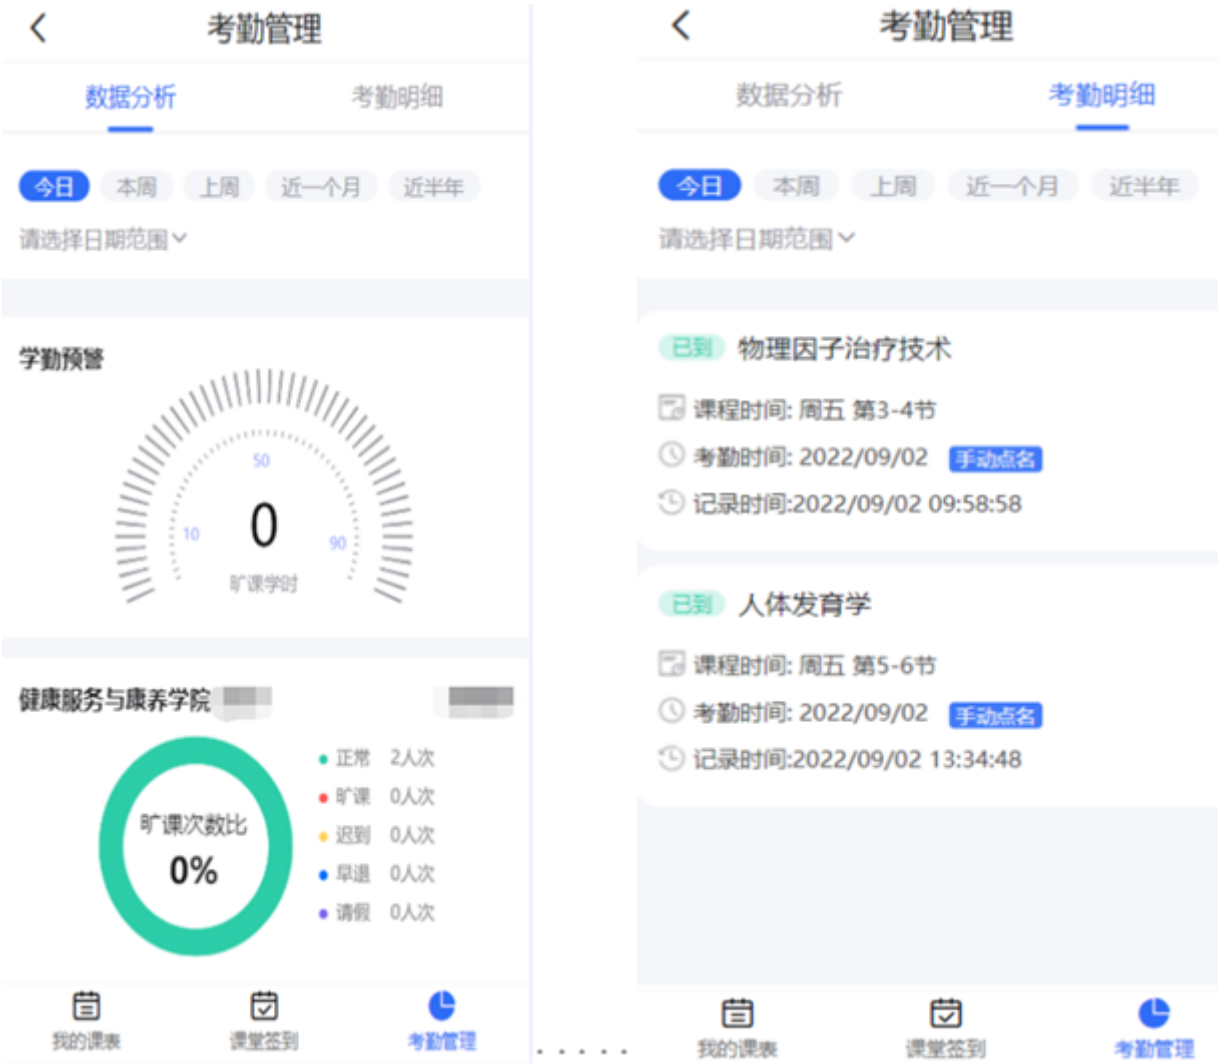 考勤管理
数据分析 考勤明细
今日 本周 上周 近一个月 近半年
请选择日期范围
学勤预警
50
10 0 90
旷课学时
健康服务与康养学院
旷课次数比
0%
正常 2人次
旷课 0人次
迟到 0人次
早退 0人次
请假 0人次
我的课表 课堂签到 考勤管理
.....
考勤管理
数据分析 考勤明细
今日 本周 上周 近一个月 近半年
请选择日期范围
已到 物理因子治疗技术
课程时间: 周五 第3-4节
考勤时间: 2022/09/02 手动点名
记录时间:2022/09/02 09:58:58
已到 人体发育学
课程时间: 周五 第5-6节
考勤时间: 2022/09/02 手动点名
记录时间:2022/09/02 13:34:48
我的课表 课堂签到 考勤管理